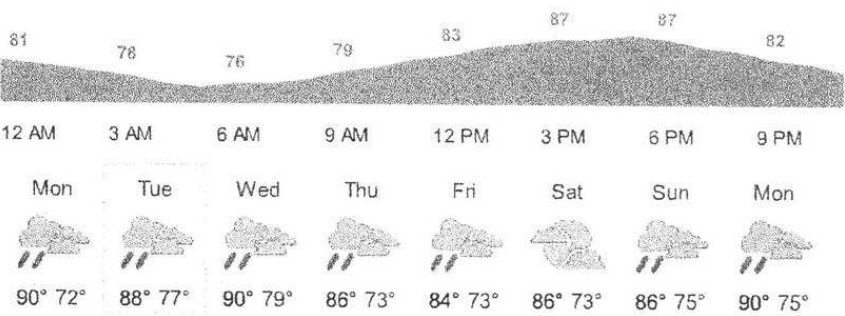 81 78 76 79 83 87 87 82
12 AM 3 AM 6 AM 9 AM 12 PM 3 PM 6 PM 9 PM
Mon Tue Wed Thu Fri Sat Sun Mon
90° 72° 88° 77° 90° 79° 86° 73° 84° 73° 86° 73° 86° 75° 90° 75°